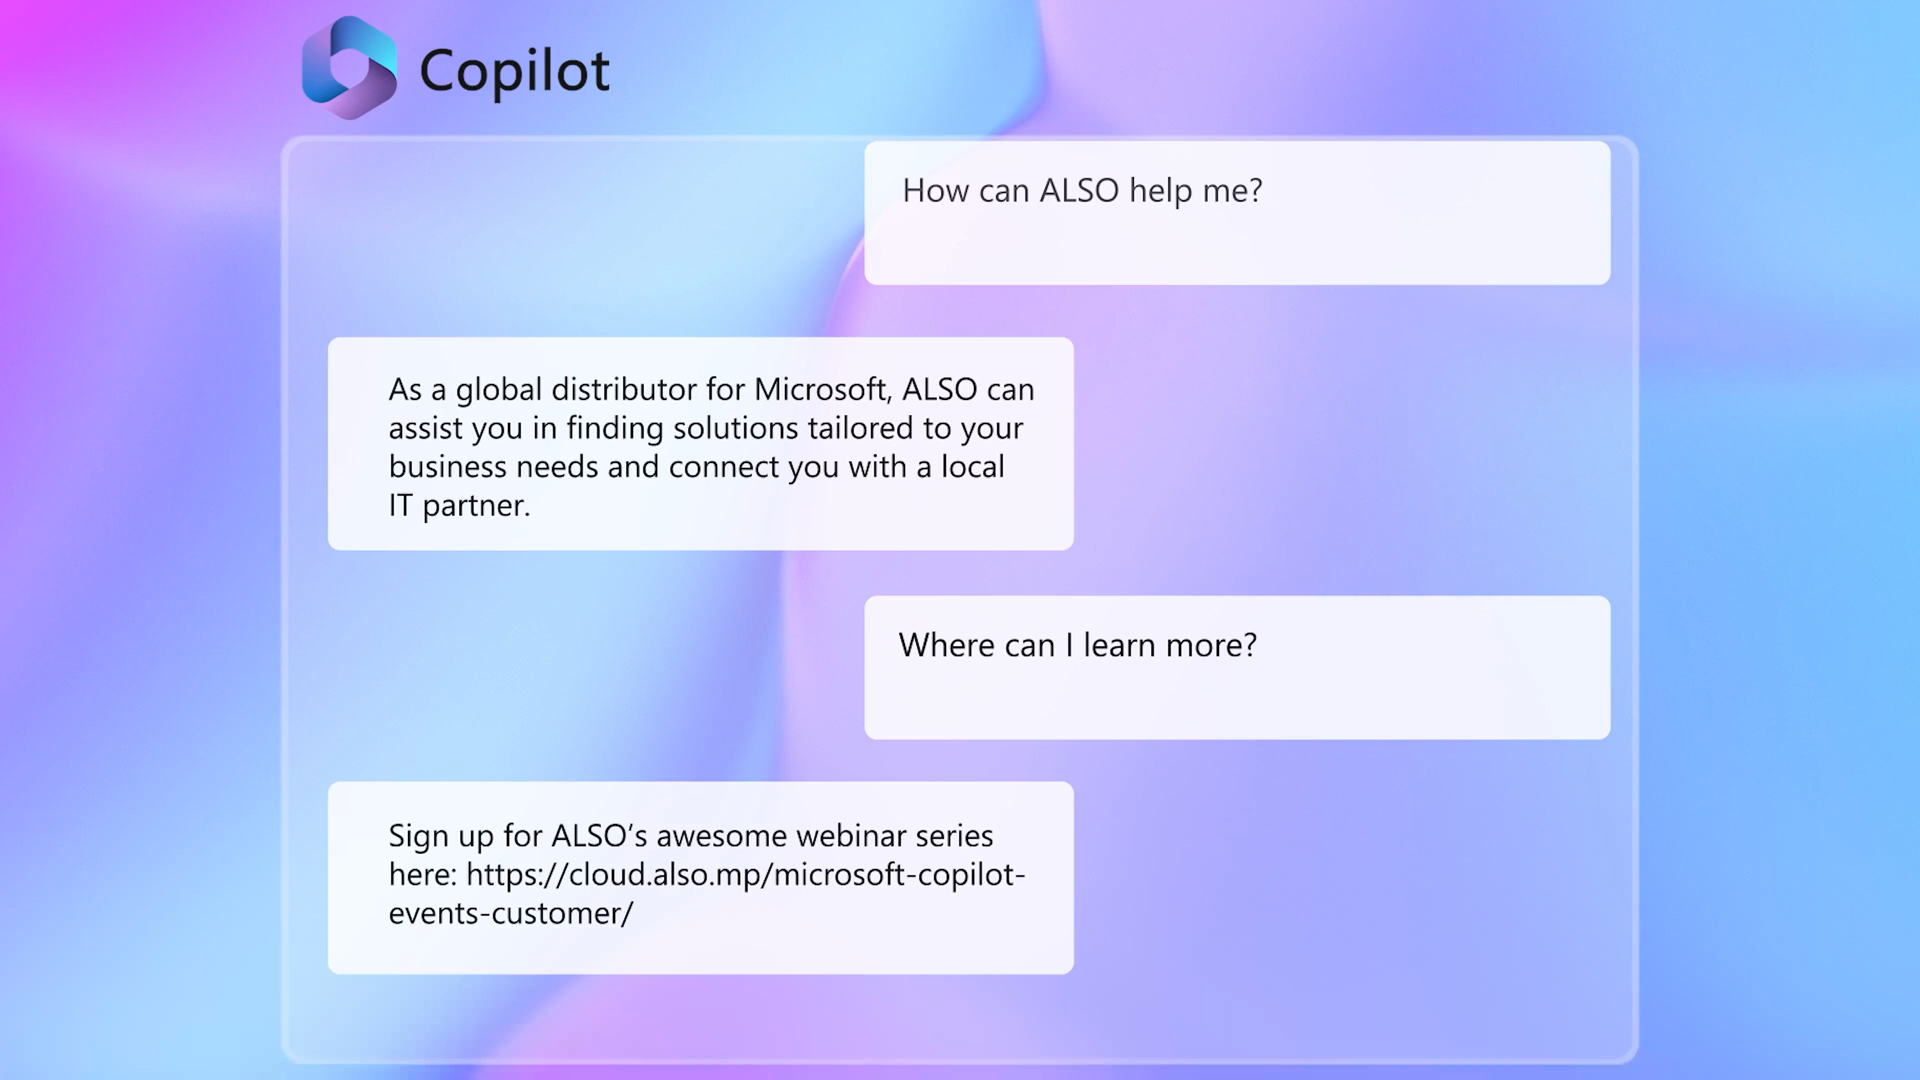 Copilot
How can ALSO help me?
As a global distributor for Microsoft, ALSO can
assist you in finding solutions tailored to your
business needs and connect you with a local
IT partner.
Where can I learn more?
Sign up for ALSO’s awesome webinar series
here: https://cloud.also.mp/microsoft-copilot-
events-customer/